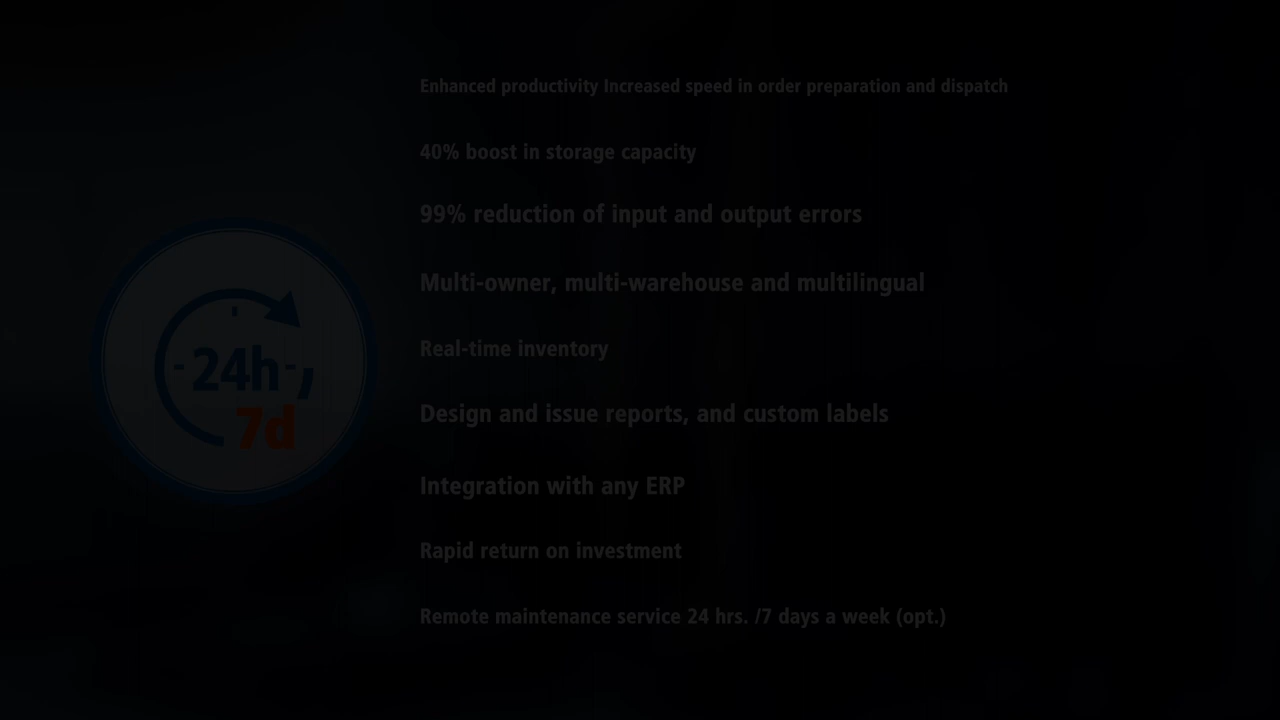 Enhanced productivity Increased speed in order preparation and dispatch
40% boost in storage capacity
99% reduction of input and output errors
Multi-owner, multi-warehouse and multilingual
Real-time inventory
-24h-,
7d
Design and issue reports, and custom labels
Integration with any ERP
Rapid return on investment
Remote maintenance service 24 hrs. /7 days a week (opt.)